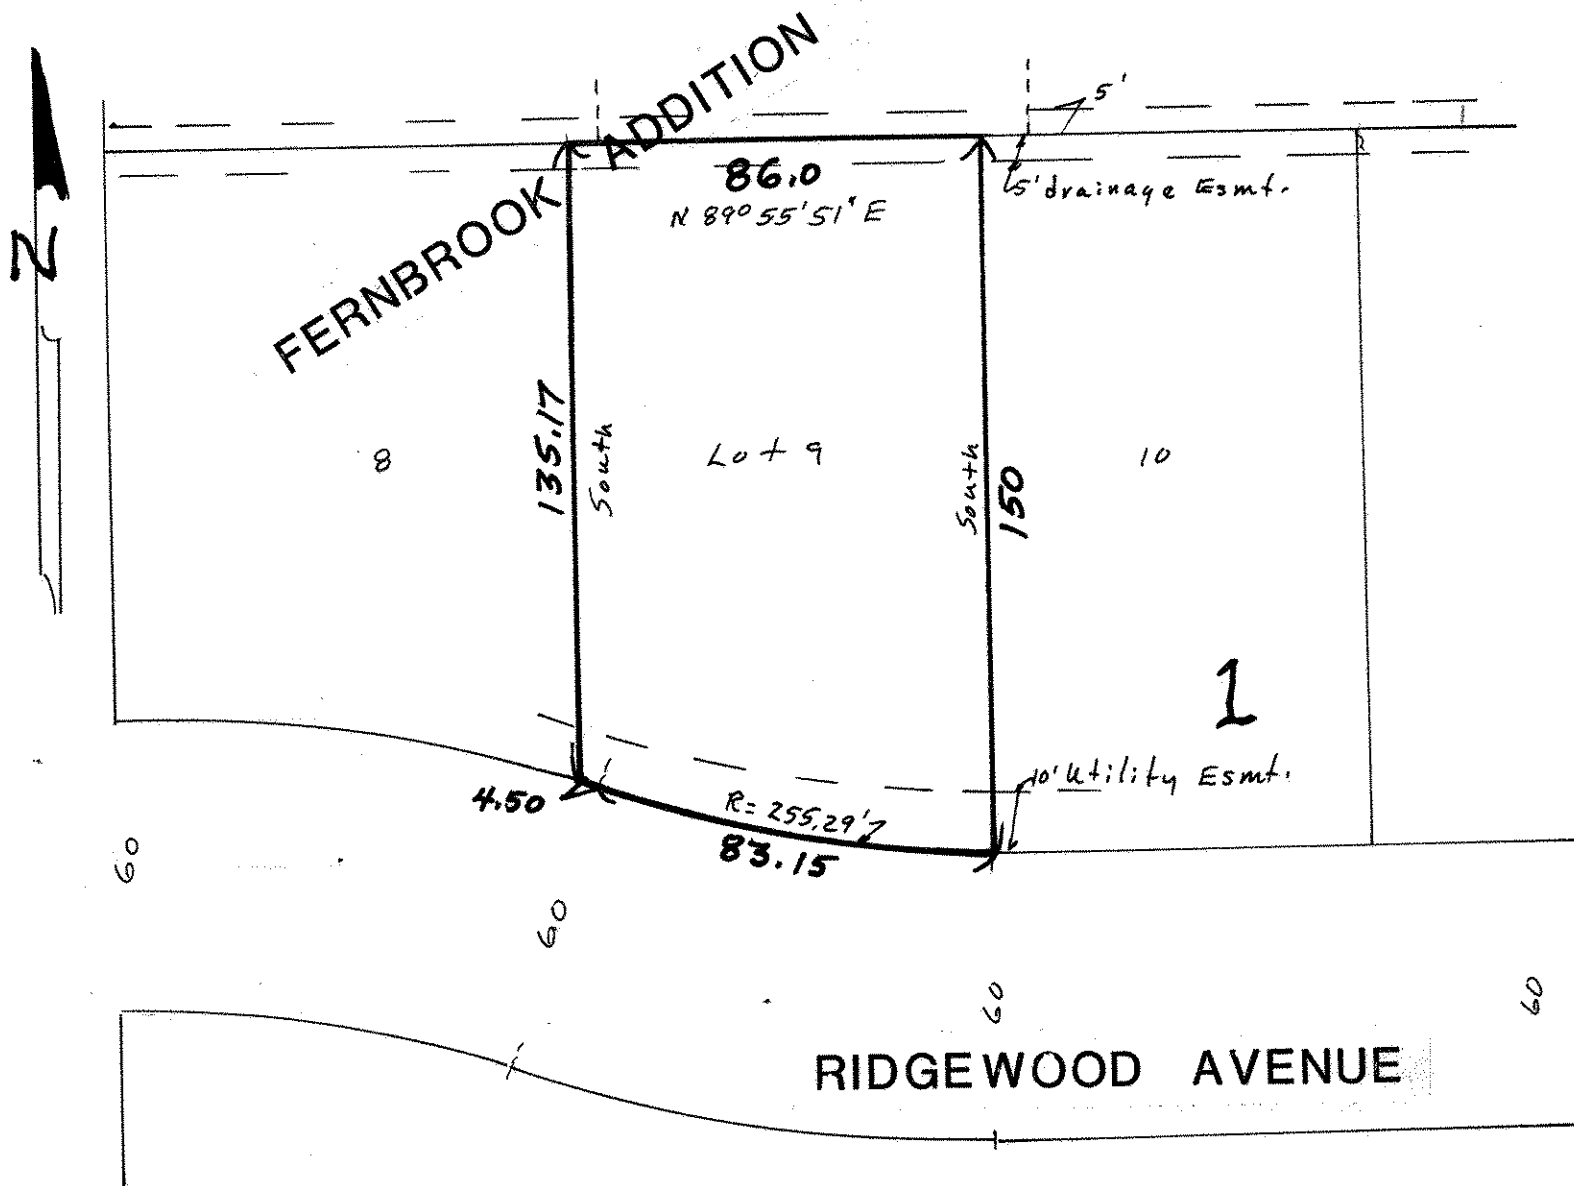 FERNBROOK ADDITION
N
5'
86.0
N 89° 55' 51" E
5' drainage Esmt.
135.17
South
8
Lot 9
South
150
10
1
10' Utility Esmt.
4.50
R= 255.29'
83.15
60
60
60
60
RIDGEWOOD AVENUE